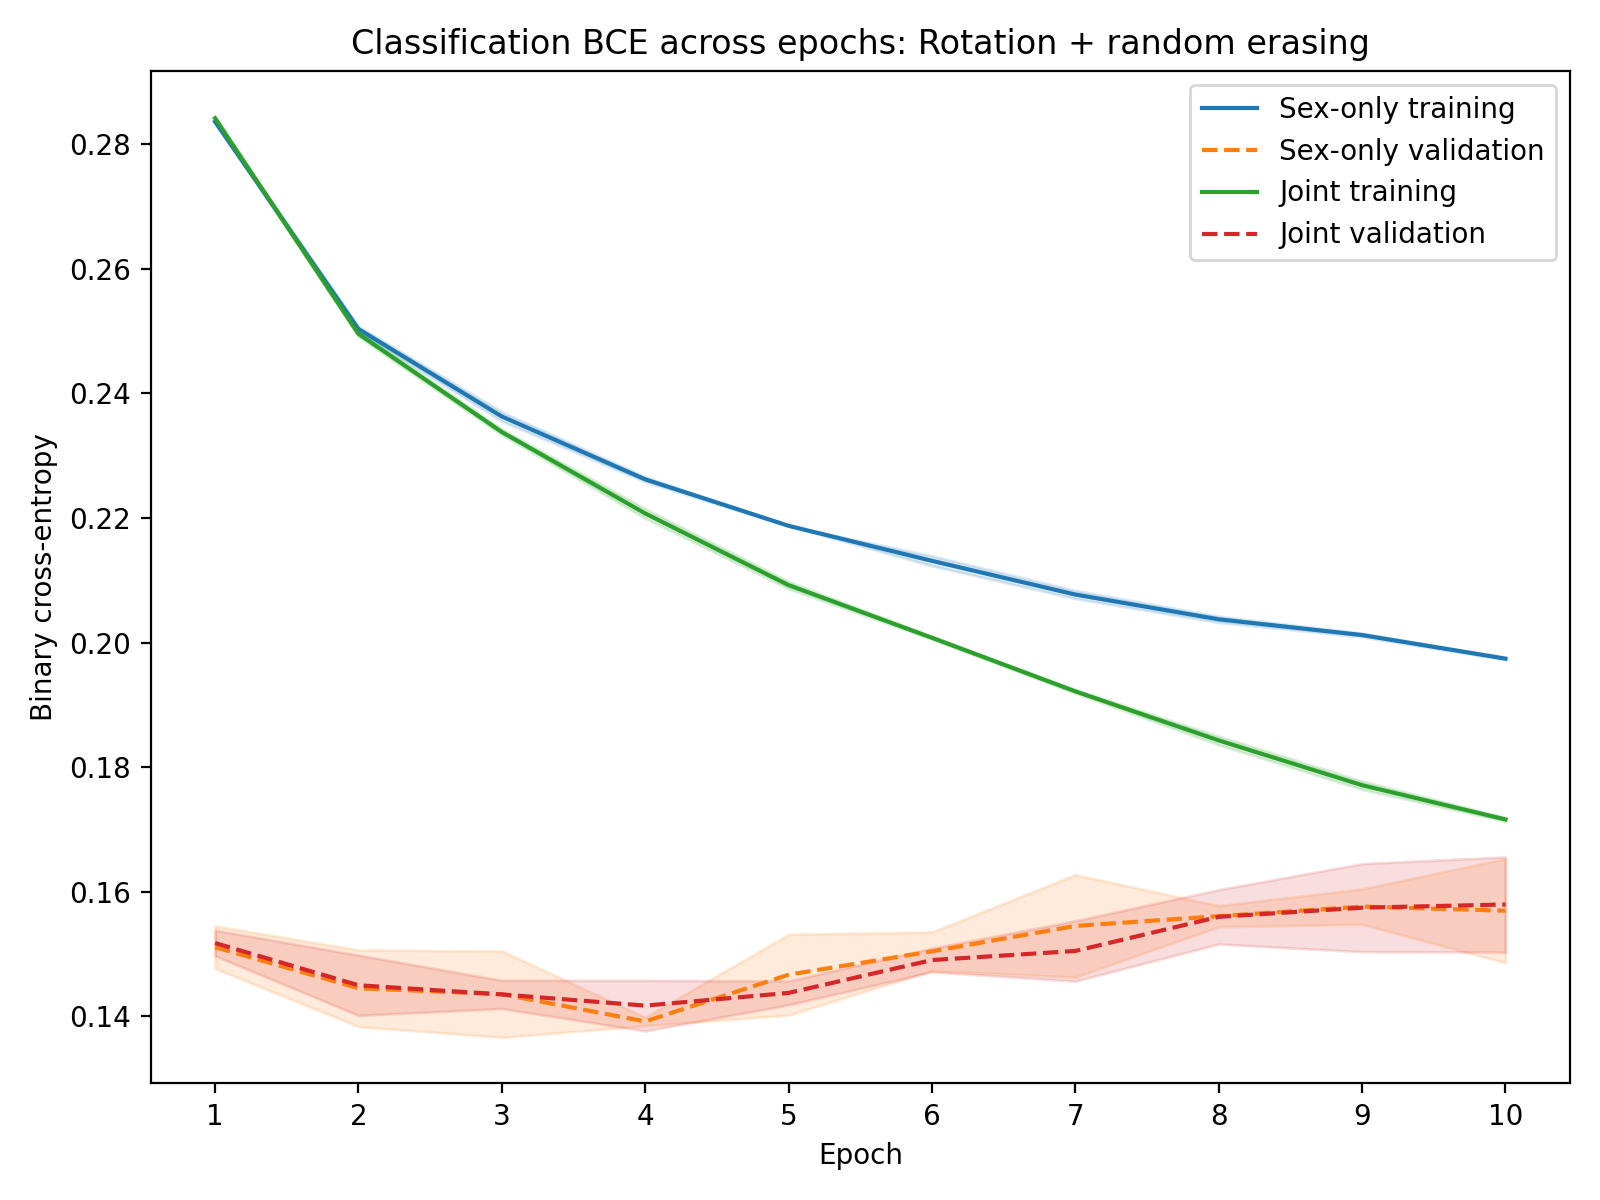 Classification BCE across epochs: Rotation + random erasing
Sex-only training
Sex-only validation
Joint training
Joint validation
Binary cross-entropy
0.28
0.26
0.24
0.22
0.20
0.18
0.16
0.14
1 2 3 4 5 6 7 8 9 10
Epoch